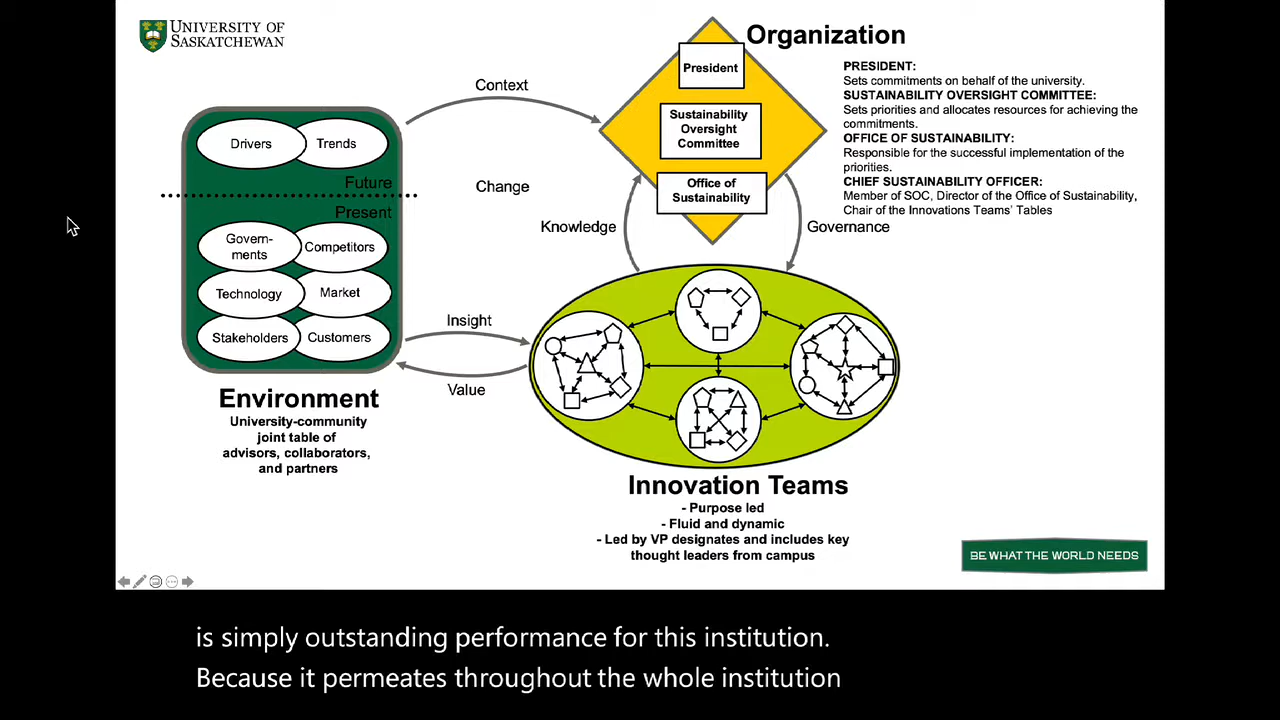 UNIVERSITY OF
SASKATCHEWAN
Organization
President
Sustainability
Oversight
Committee
Office of
Sustainability
PRESIDENT:
Sets commitments on behalf of the university.
SUSTAINABILITY OVERSIGHT COMMITTEE:
Sets priorities and allocates resources for achieving the
commitments.
OFFICE OF SUSTAINABILITY:
Responsible for the successful implementation of the
priorities.
CHIEF SUSTAINABILITY OFFICER:
Member of SOC, Director of the Office of Sustainability,
Chair of the Innovations Teams' Tables
Context
Change
Knowledge
Governance
Drivers
Trends
Future
Present
Govern-
ments
Competitors
Technology
Market
Stakeholders
Customers
Insight
Value
Environment
University-community
joint table of
advisors, collaborators,
and partners
Innovation Teams
- Purpose led
- Fluid and dynamic
- Led by VP designates and includes key
thought leaders from campus
BE WHAT THE WORLD NEEDS
is simply outstanding performance for this institution.
Because it permeates throughout the whole institution